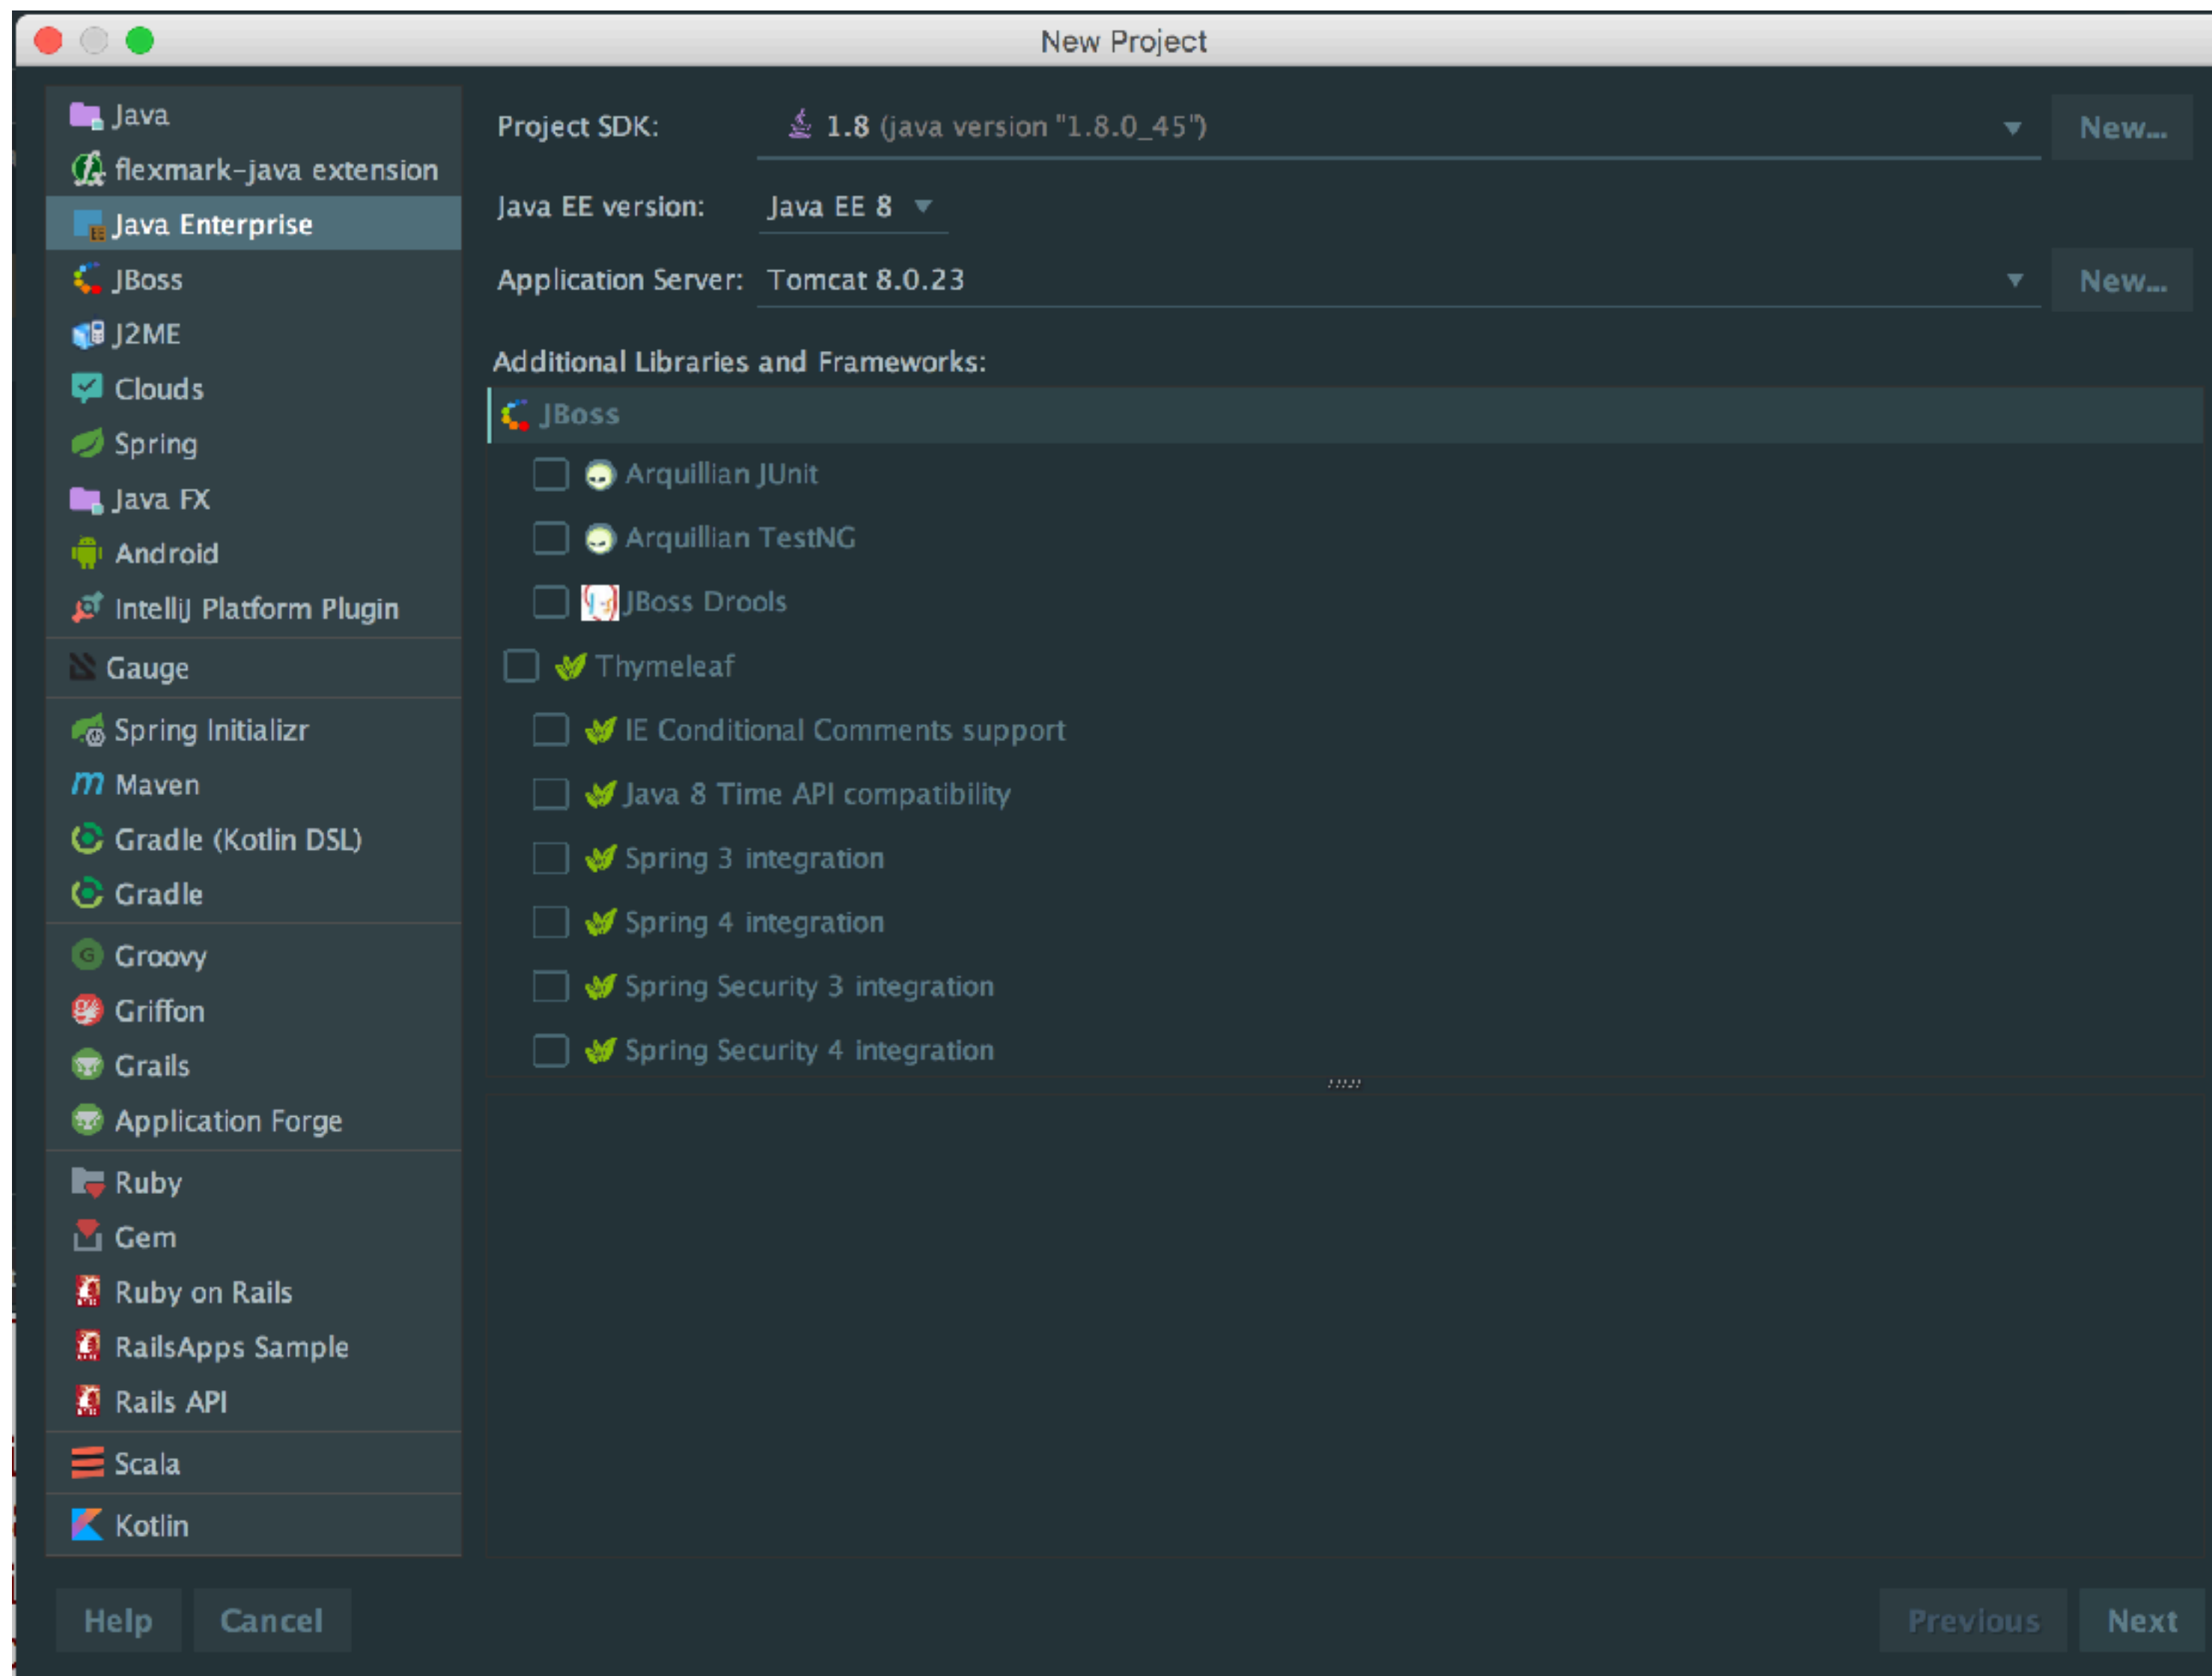 New Project
Java
flexmark-java extension
Java Enterprise
JBoss
J2ME
Clouds
Spring
Java FX
Android
IntelliJ Platform Plugin
Gauge
Spring Initializr
Maven
Gradle (Kotlin DSL)
Gradle
Groovy
Griffon
Grails
Application Forge
Ruby
Gem
Ruby on Rails
RailsApps Sample
Rails API
Scala
Kotlin
Project SDK: 1.8 (java version "1.8.0_45") New...
Java EE version: Java EE 8
Application Server: Tomcat 8.0.23 New...
Additional Libraries and Frameworks:
JBoss
Arquillian JUnit
Arquillian TestNG
JBoss Drools
Thymeleaf
IE Conditional Comments support
Java 8 Time API compatibility
Spring 3 integration
Spring 4 integration
Spring Security 3 integration
Spring Security 4 integration
Help Cancel Previous Next